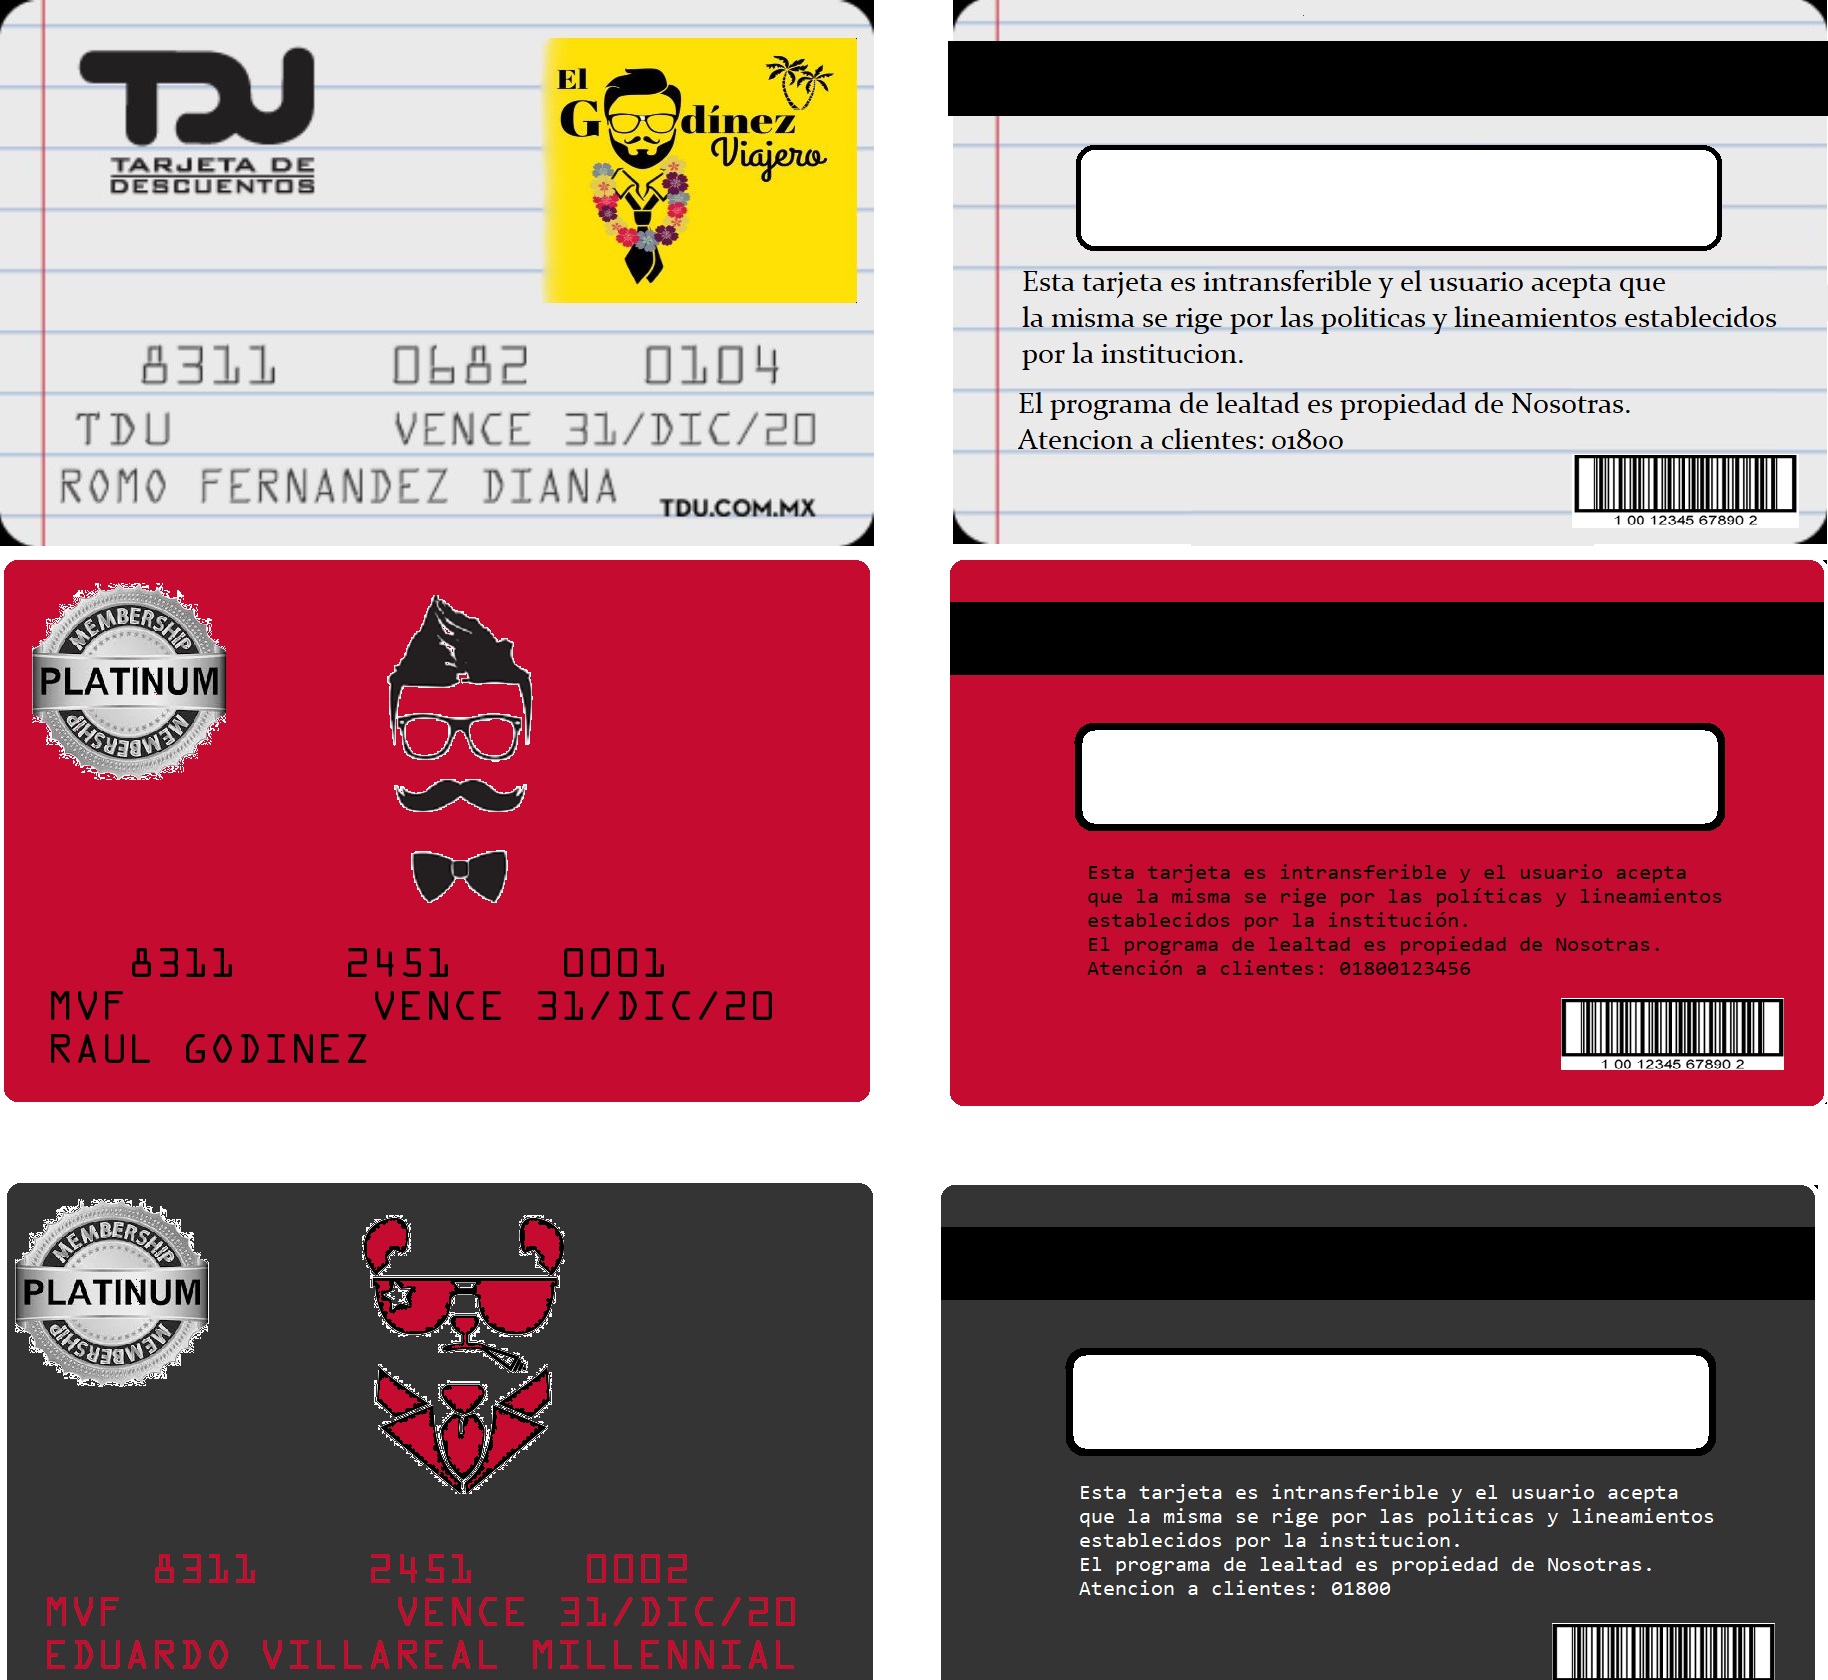 TDU
TARJETA DE
DESCUENTOS
El
Godínez
Viajero
8311 0682 0104
TDU VENCE 31/DIC/20
ROMO FERNANDEZ DIANA
TDU.COM.MX
Esta tarjeta es intransferible y el usuario acepta que
la misma se rige por las politicas y lineamientos establecidos
por la institucion.
El programa de lealtad es propiedad de Nosotras.
Atencion a clientes: 01800
1 00 12345 67890 2
MEMBERSHIP
PLATINUM
MEMBERSHIP
8311 2451 0001
MVF VENCE 31/DIC/20
RAUL GODINEZ
Esta tarjeta es intransferible y el usuario acepta
que la misma se rige por las políticas y lineamientos
establecidos por la institución.
El programa de lealtad es propiedad de Nosotras.
Atención a clientes: 01800123456
1 00 12345 67890 2
MEMBERSHIP
PLATINUM
MEMBERSHIP
8311 2451 0002
MVF VENCE 31/DIC/20
EDUARDO VILLAREAL MILLENNIAL
Esta tarjeta es intransferible y el usuario acepta
que la misma se rige por las politicas y lineamientos
establecidos por la institucion.
El programa de lealtad es propiedad de Nosotras.
Atencion a clientes: 01800